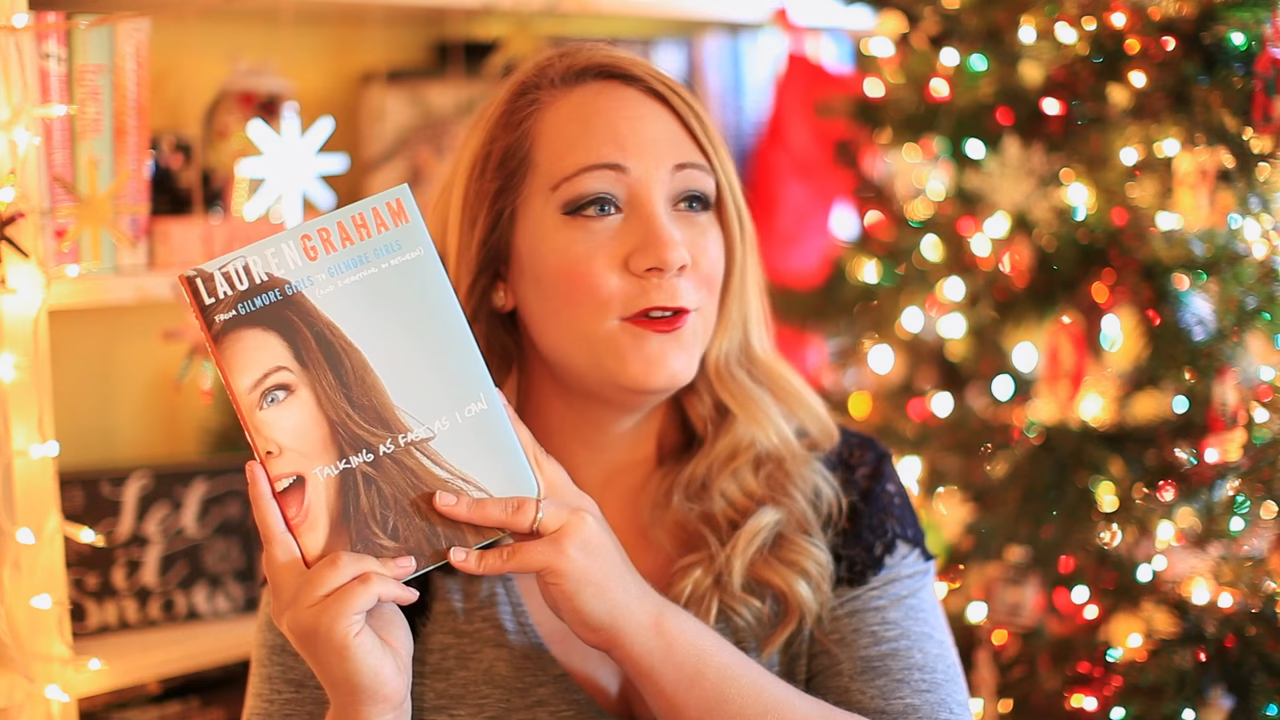 LAUREN GRAHAM
FROM GILMORE GIRLS TO GILMORE GIRLS
(AND EVERYTHING IN BETWEEN)
TALKING AS FAST AS I CAN
Let
it
Snow